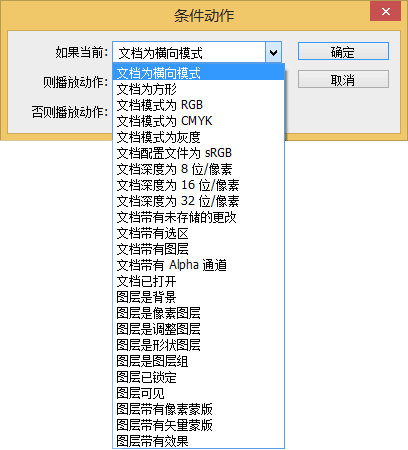 条件动作
如果当前: 文档为横向模式 确定
则播放动作: 取消
否则播放动作:
文档为横向模式
文档为方形
文档模式为 RGB
文档模式为 CMYK
文档模式为灰度
文档配置文件为 sRGB
文档深度为 8 位/像素
文档深度为 16 位/像素
文档深度为 32 位/像素
文档带有未存储的更改
文档带有选区
文档带有图层
文档带有 Alpha 通道
文档已打开
图层是背景
图层是像素图层
图层是调整图层
图层是形状图层
图层是图层组
图层已锁定
图层可见
图层带有像素蒙版
图层带有矢量蒙版
图层带有效果